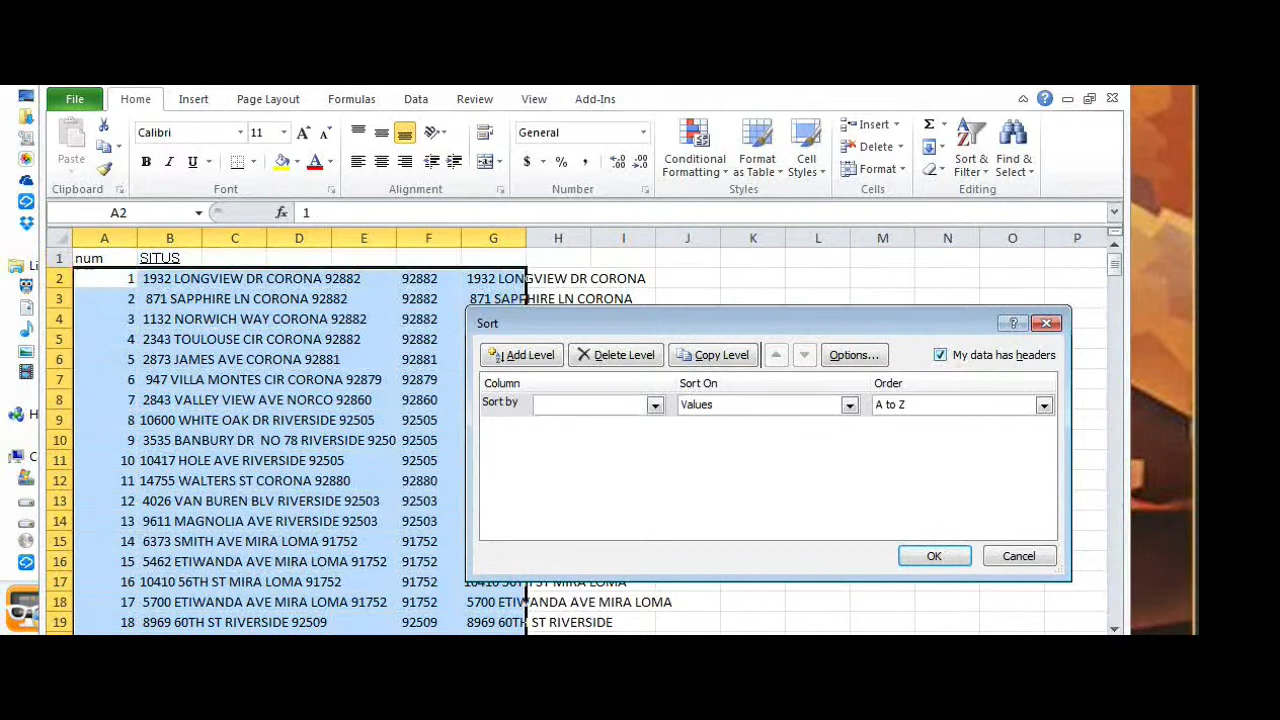 File Home Insert Page Layout Formulas Data Review View Add-Ins
Calibri 11 General Insert Σ
Paste B I U A $ % , Conditional Formatting Format as Table Cell Styles Delete Format Sort & Filter Find & Select
Clipboard Font Alignment Number Styles Cells Editing
A2 fx 1
A B C D E F G H I J K L M N O P
1 num SITUS
2 1 1932 LONGVIEW DR CORONA 92882 92882 1932 LONGVIEW DR CORONA
3 2 871 SAPPHIRE LN CORONA 92882 92882 871 SAPPHIRE LN CORONA
4 3 1132 NORWICH WAY CORONA 92882 92882
5 4 2343 TOULOUSE CIR CORONA 92882 92882
6 5 2873 JAMES AVE CORONA 92881 92881
7 6 947 VILLA MONTES CIR CORONA 92879 92879
8 7 2843 VALLEY VIEW AVE NORCO 92860 92860
9 8 10600 WHITE OAK DR RIVERSIDE 92505 92505
10 9 3535 BANBURY DR NO 78 RIVERSIDE 9250 92505
11 10 10417 HOLE AVE RIVERSIDE 92505 92505
12 11 14755 WALTERS ST CORONA 92880 92880
13 12 4026 VAN BUREN BLV RIVERSIDE 92503 92503
14 13 9611 MAGNOLIA AVE RIVERSIDE 92503 92503
15 14 6373 SMITH AVE MIRA LOMA 91752 91752
16 15 5462 ETIWANDA AVE MIRA LOMA 91752 91752
17 16 10410 56TH ST MIRA LOMA 91752 91752 10410 56TH ST MIRA LOMA
18 17 5700 ETIWANDA AVE MIRA LOMA 91752 91752 5700 ETIWANDA AVE MIRA LOMA
19 18 8969 60TH ST RIVERSIDE 92509 92509 8969 60TH ST RIVERSIDE
Sort
Add Level Delete Level Copy Level Options... My data has headers
Column Sort On Order
Sort by Values A to Z
OK Cancel
Li
H
C